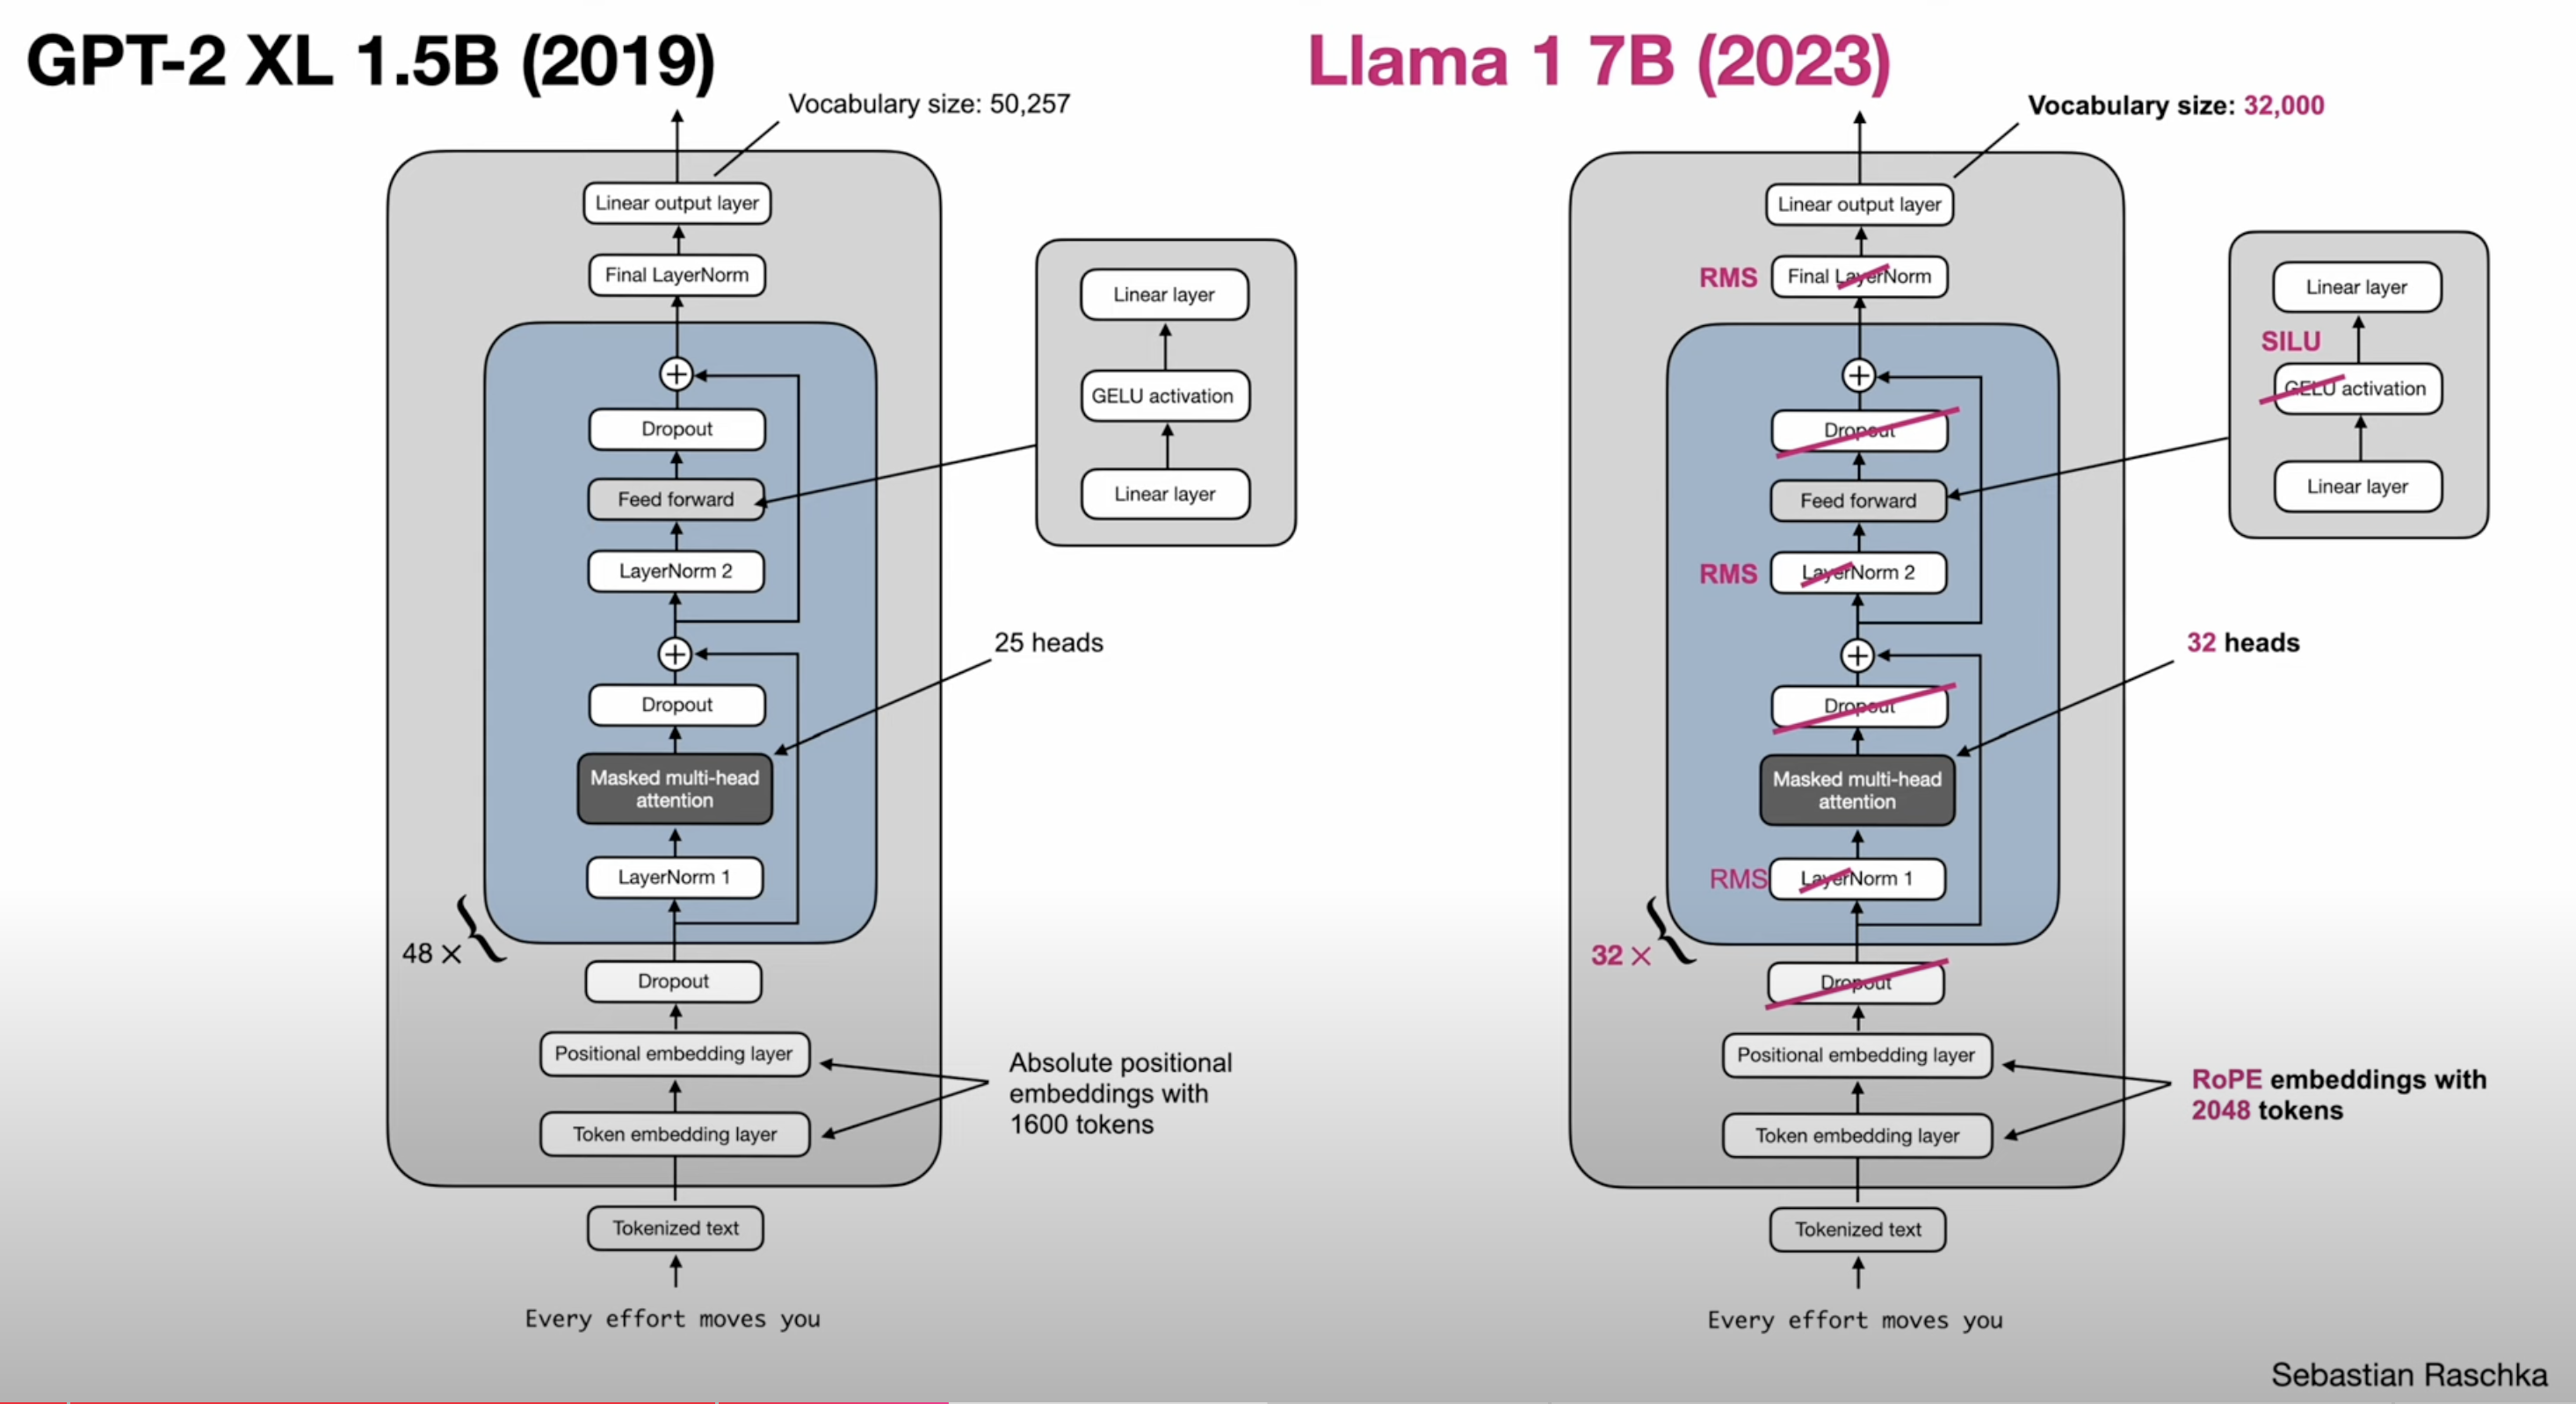 GPT-2 XL 1.5B (2019)
Vocabulary size: 50,257
Linear output layer
Final LayerNorm
Dropout
Feed forward
LayerNorm 2
Dropout
Masked multi-head
attention
LayerNorm 1
48 ×
Dropout
Positional embedding layer
Token embedding layer
Tokenized text
Every effort moves you
Linear layer
GELU activation
Linear layer
25 heads
Absolute positional
embeddings with
1600 tokens
Llama 1 7B (2023)
Vocabulary size: 32,000
Linear output layer
RMS Final LayerNorm
Dropout
Feed forward
RMS LayerNorm 2
Dropout
Masked multi-head
attention
RMS LayerNorm 1
32 ×
Dropout
Positional embedding layer
Token embedding layer
Tokenized text
Every effort moves you
Linear layer
SILU
GELU activation
Linear layer
32 heads
RoPE embeddings with
2048 tokens
Sebastian Raschka